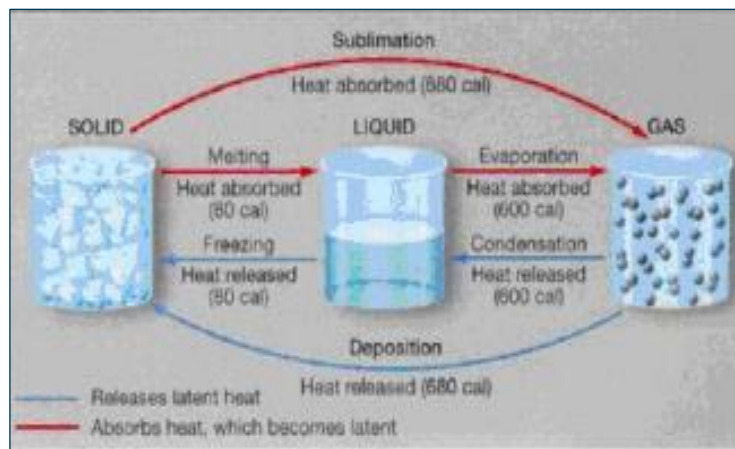 Sublimation
Heat absorbed (680 cal)
SOLID
LIQUID
GAS
Melting
Heat absorbed
(80 cal)
Evaporation
Heat absorbed
(600 cal)
Freezing
Heat released
(80 cal)
Condensation
Heat released
(600 cal)
Deposition
Heat released (680 cal)
Releases latent heat
Absorbs heat, which becomes latent